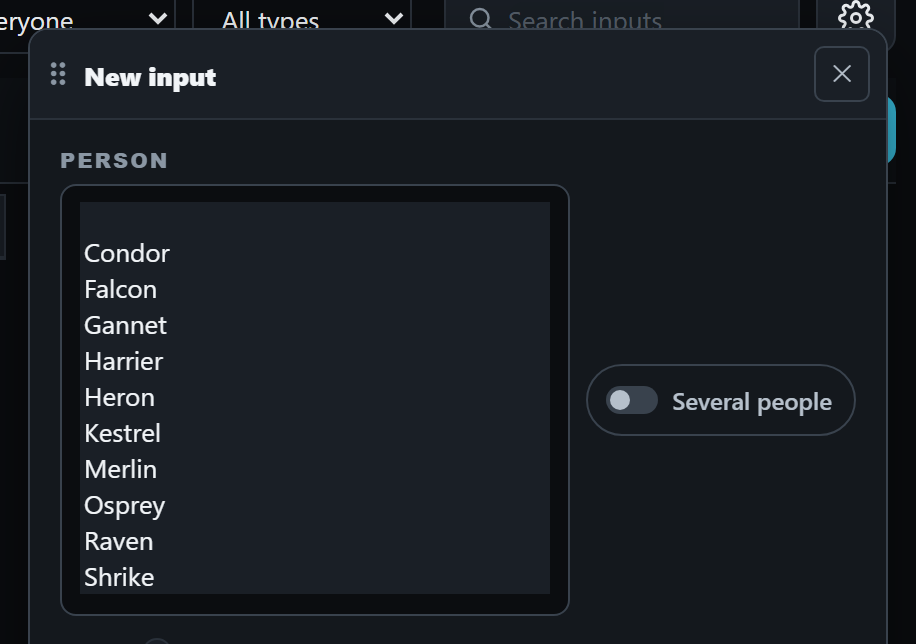 eryone
All types
Search inputs
New input
PERSON
Condor
Falcon
Gannet
Harrier
Heron
Kestrel
Merlin
Osprey
Raven
Shrike
Several people